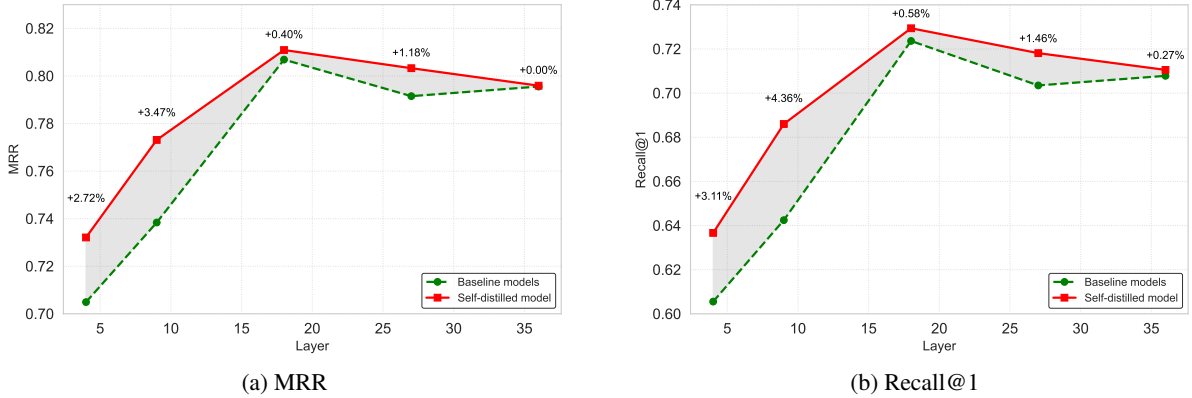 0.82
0.80
0.78
0.76
0.74
0.72
0.70
MRR
+2.72%
+3.47%
+0.40%
+1.18%
+0.00%
Baseline models
Self-distilled model
5 10 15 20 25 30 35
Layer
(a) MRR
0.74
0.72
0.70
0.68
0.66
0.64
0.62
0.60
Recall@1
+3.11%
+4.36%
+0.58%
+1.46%
+0.27%
Baseline models
Self-distilled model
5 10 15 20 25 30 35
Layer
(b) Recall@1